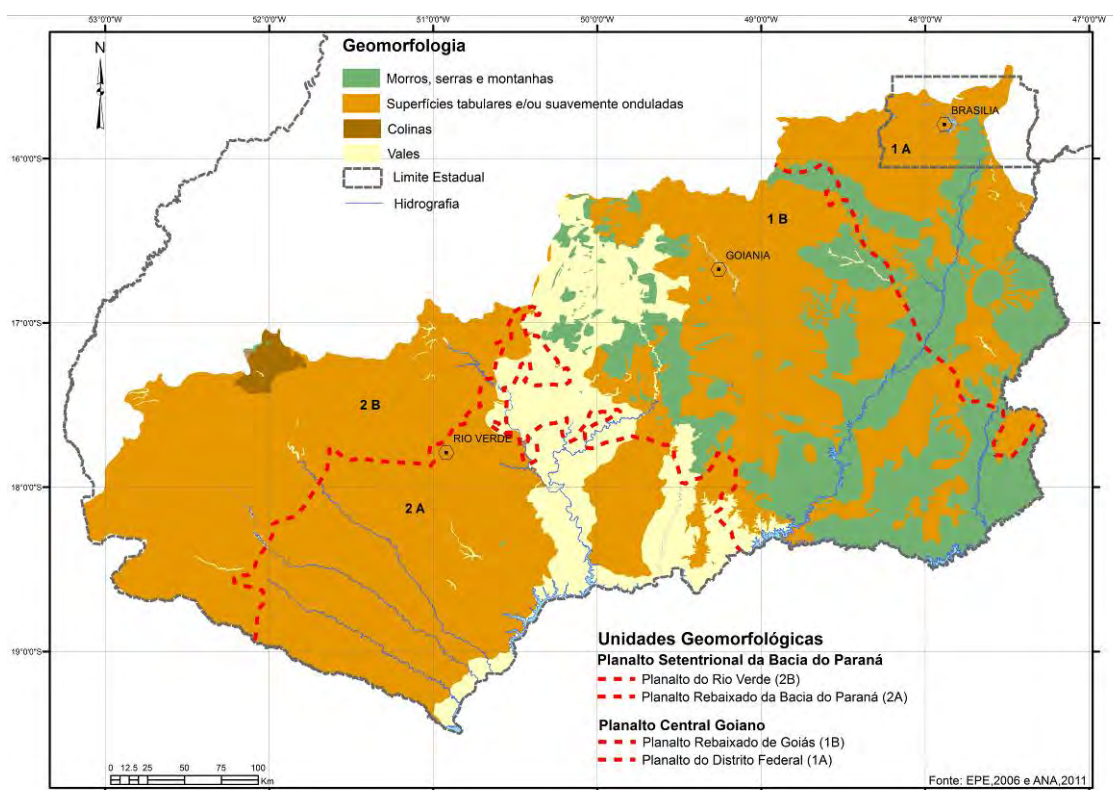 53°0'0"W 52°0'0"W 51°0'0"W 50°0'0"W 49°0'0"W 48°0'0"W 47°0'0"W
N
Geomorfologia
Morros, serras e montanhas
Superfícies tabulares e/ou suavemente onduladas
Colinas
Vales
Limite Estadual
Hidrografia
BRASILIA
1 A
16°0'0"S
1 B
GOIANIA
17°0'0"S
2 B
RIO VERDE
18°0'0"S
2 A
19°0'0"S
Unidades Geomorfológicas
Planalto Setentrional da Bacia do Paraná
Planalto do Rio Verde (2B)
Planalto Rebaixado da Bacia do Paraná (2A)
Planalto Central Goiano
Planalto Rebaixado de Goiás (1B)
Planalto do Distrito Federal (1A)
0 12.5 25 50 75 100
Km
Fonte: EPE,2006 e ANA,2011